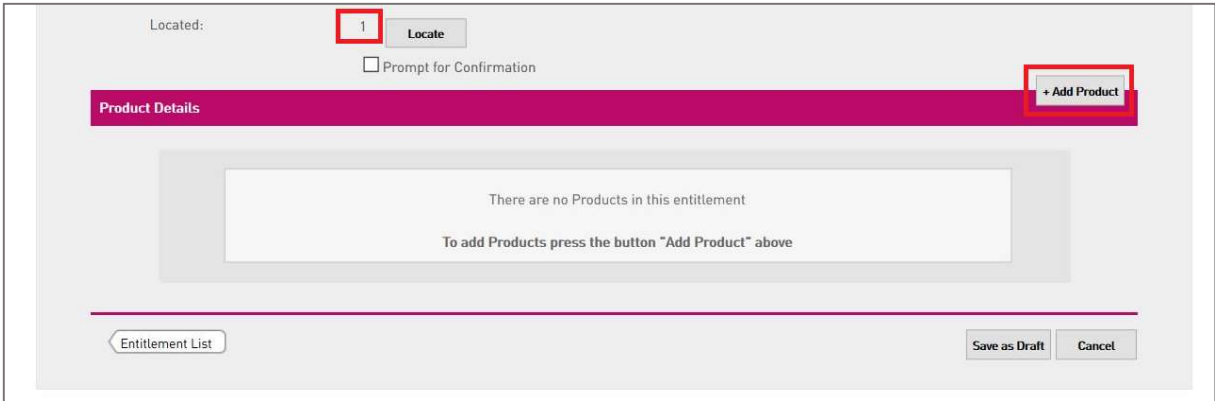 Located: 1 Locate
Prompt for Confirmation
+ Add Product
Product Details
There are no Products in this entitlement
To add Products press the button "Add Product" above
Entitlement List Save as Draft Cancel